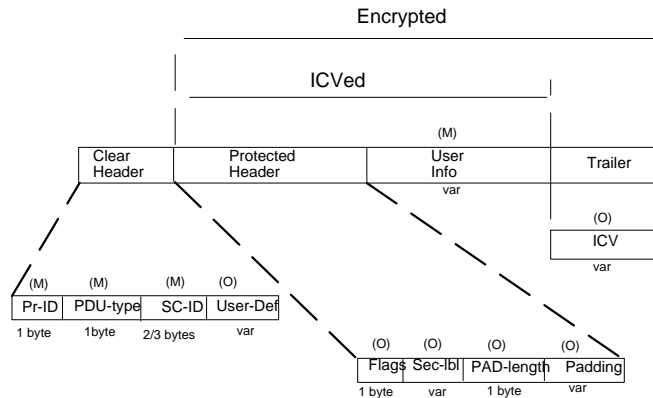 Encrypted
ICVed
(M)
Clear Header
Protected Header
User Info
Trailer
var
(O)
ICV
var
(M) (M) (M) (O)
Pr-ID PDU-type SC-ID User-Def
1 byte 1byte 2/3 bytes var
(O) (O) (O) (O)
Flags Sec-lbl PAD-length Padding
1 byte var 1 byte var